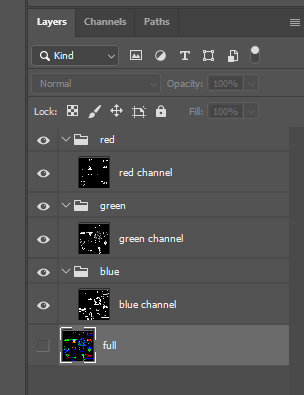 Layers Channels Paths
Kind
Normal Opacity: 100%
Lock: Fill: 100%
red
red channel
green
green channel
blue
blue channel
full